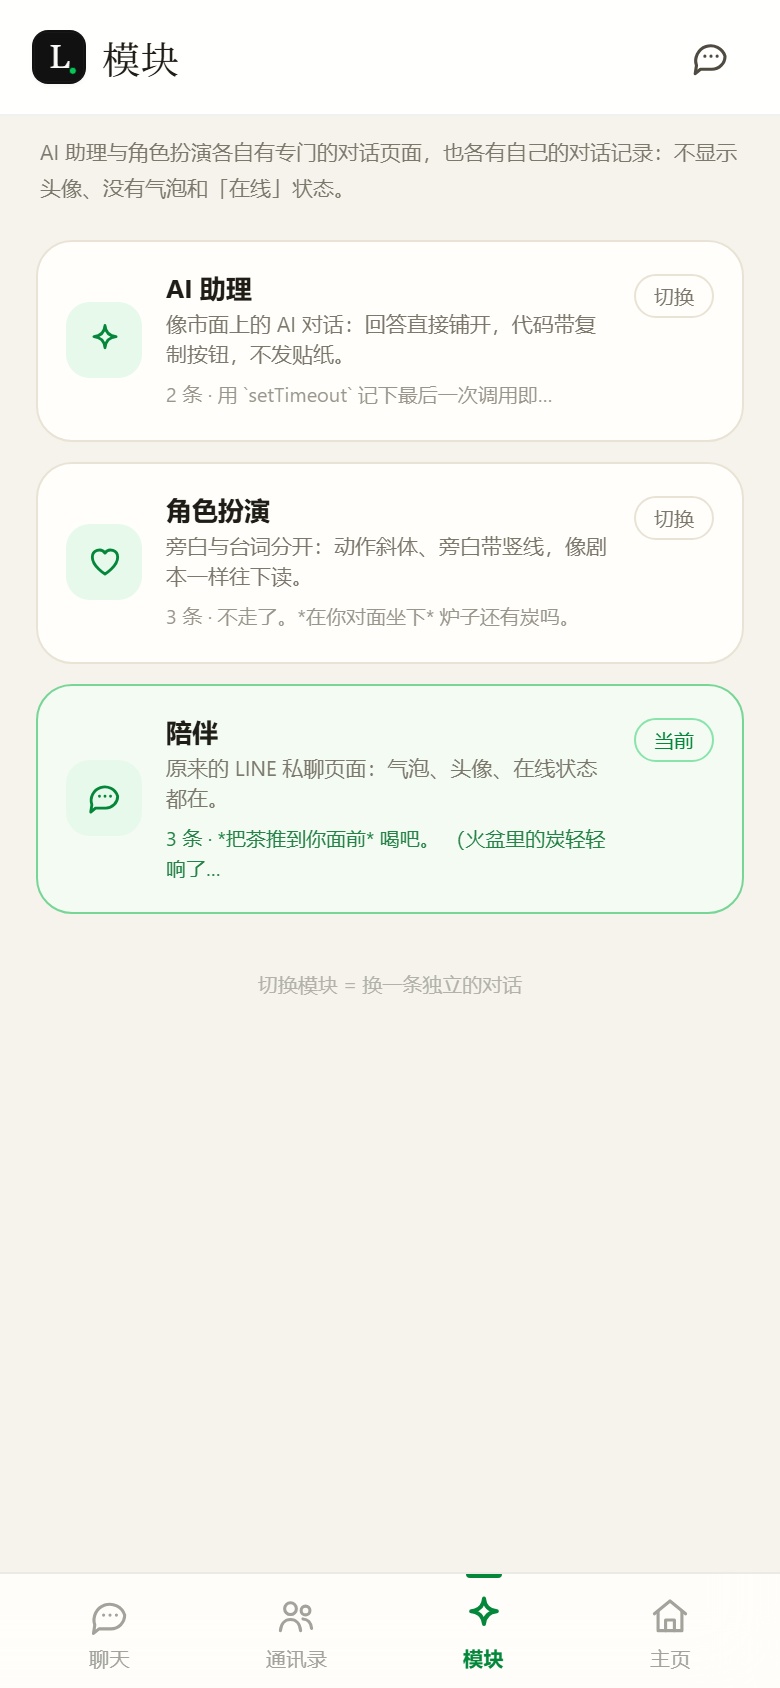 L.
模块
AI 助理与角色扮演各自有专门的对话页面，也各有自己的对话记录：不显示
头像、没有气泡和「在线」状态。
AI 助理
切换
像市面上的 AI 对话：回答直接铺开，代码带复
制按钮，不发贴纸。
2 条 · 用 `setTimeout` 记下最后一次调用即...
角色扮演
切换
旁白与台词分开：动作斜体、旁白带竖线，像剧
本一样往下读。
3 条 · 不走了。*在你对面坐下* 炉子还有炭吗。
陪伴
当前
原来的 LINE 私聊页面：气泡、头像、在线状态
都在。
3 条 · *把茶推到你面前* 喝吧。 （火盆里的炭轻轻
响了...
切换模块 = 换一条独立的对话
聊天
通讯录
模块
主页